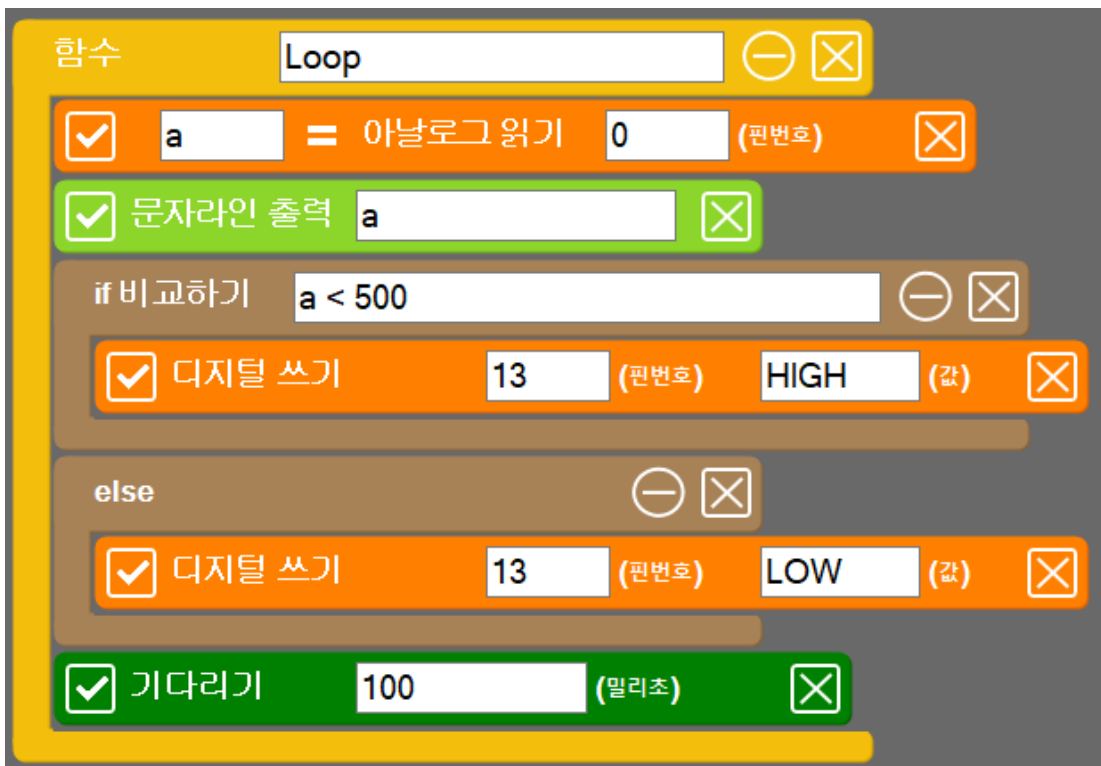 함수 Loop
a = 아날로그 읽기 0 (핀번호)
문자라인 출력 a
if 비교하기 a < 500
디지털 쓰기 13 (핀번호) HIGH (값)
else
디지털 쓰기 13 (핀번호) LOW (값)
기다리기 100 (밀리초)